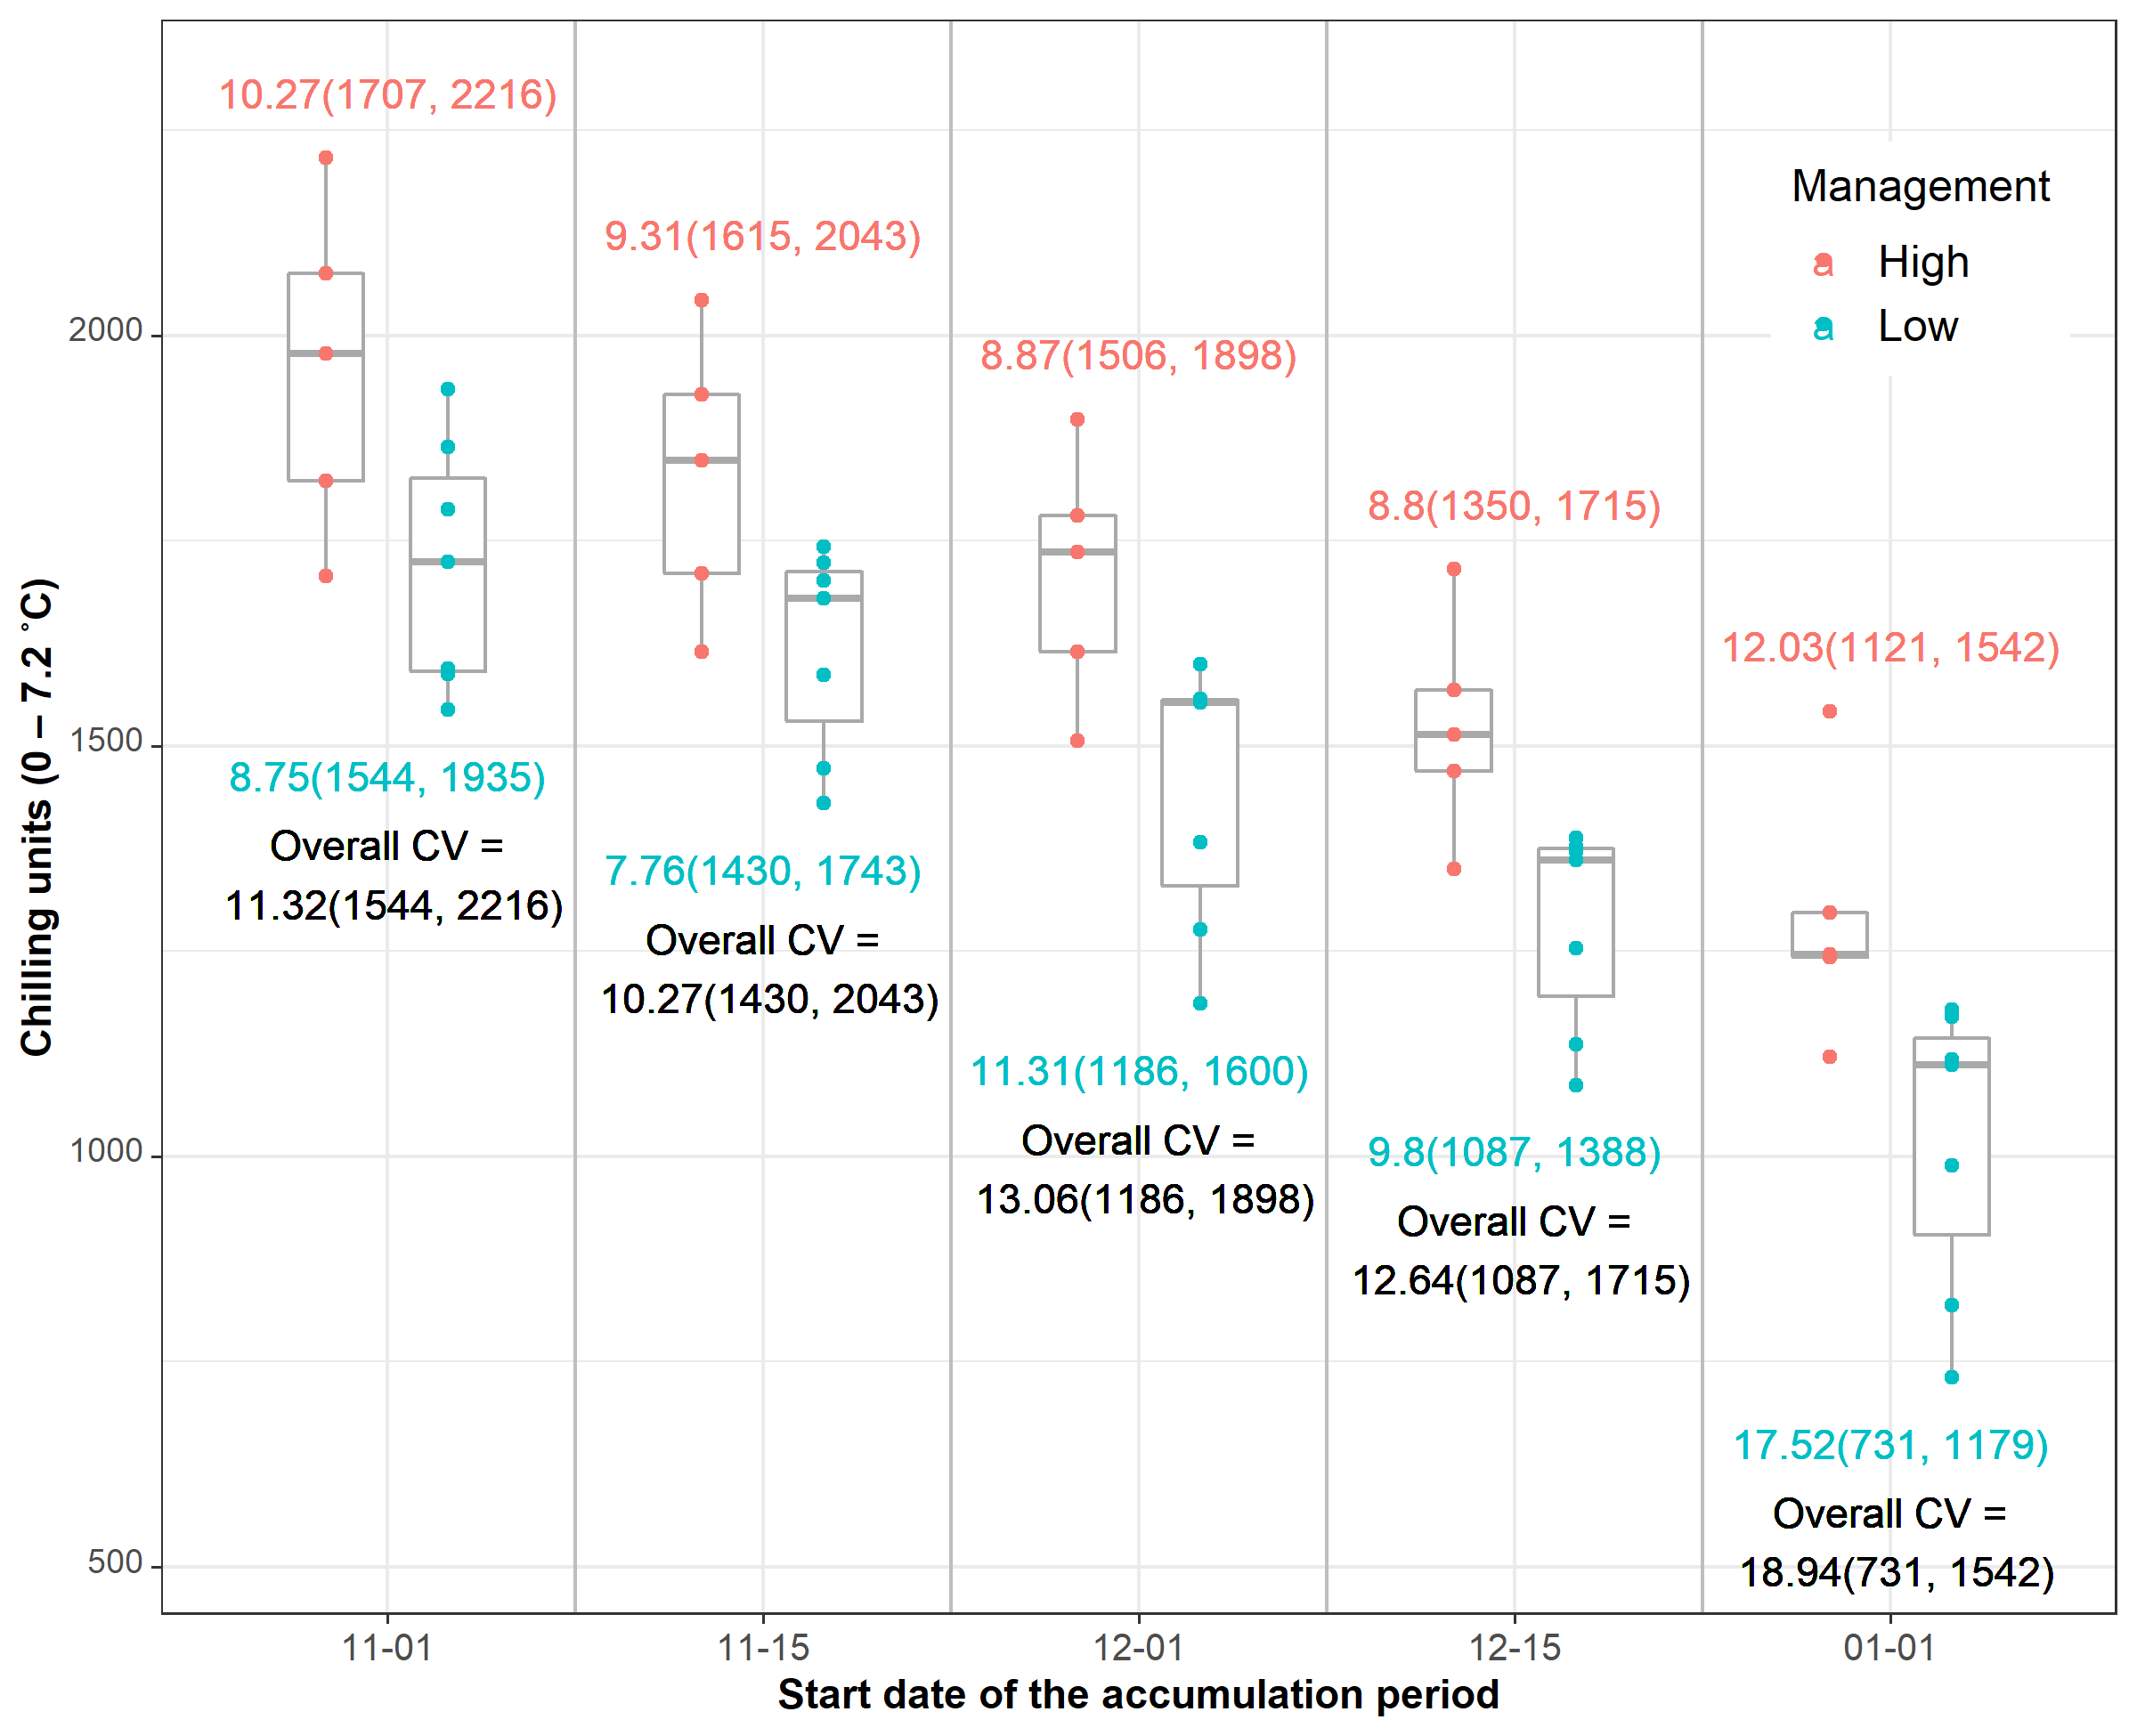 10.27(1707, 2216)
9.31(1615, 2043)
8.87(1506, 1898)
8.8(1350, 1715)
12.03(1121, 1542)
Management
a High
a Low
2000
1500
1000
500
Chilling units (0 – 7.2 °C)
8.75(1544, 1935)
Overall CV =
11.32(1544, 2216)
7.76(1430, 1743)
Overall CV =
10.27(1430, 2043)
11.31(1186, 1600)
Overall CV =
13.06(1186, 1898)
9.8(1087, 1388)
Overall CV =
12.64(1087, 1715)
17.52(731, 1179)
Overall CV =
18.94(731, 1542)
11-01
11-15
12-01
12-15
01-01
Start date of the accumulation period